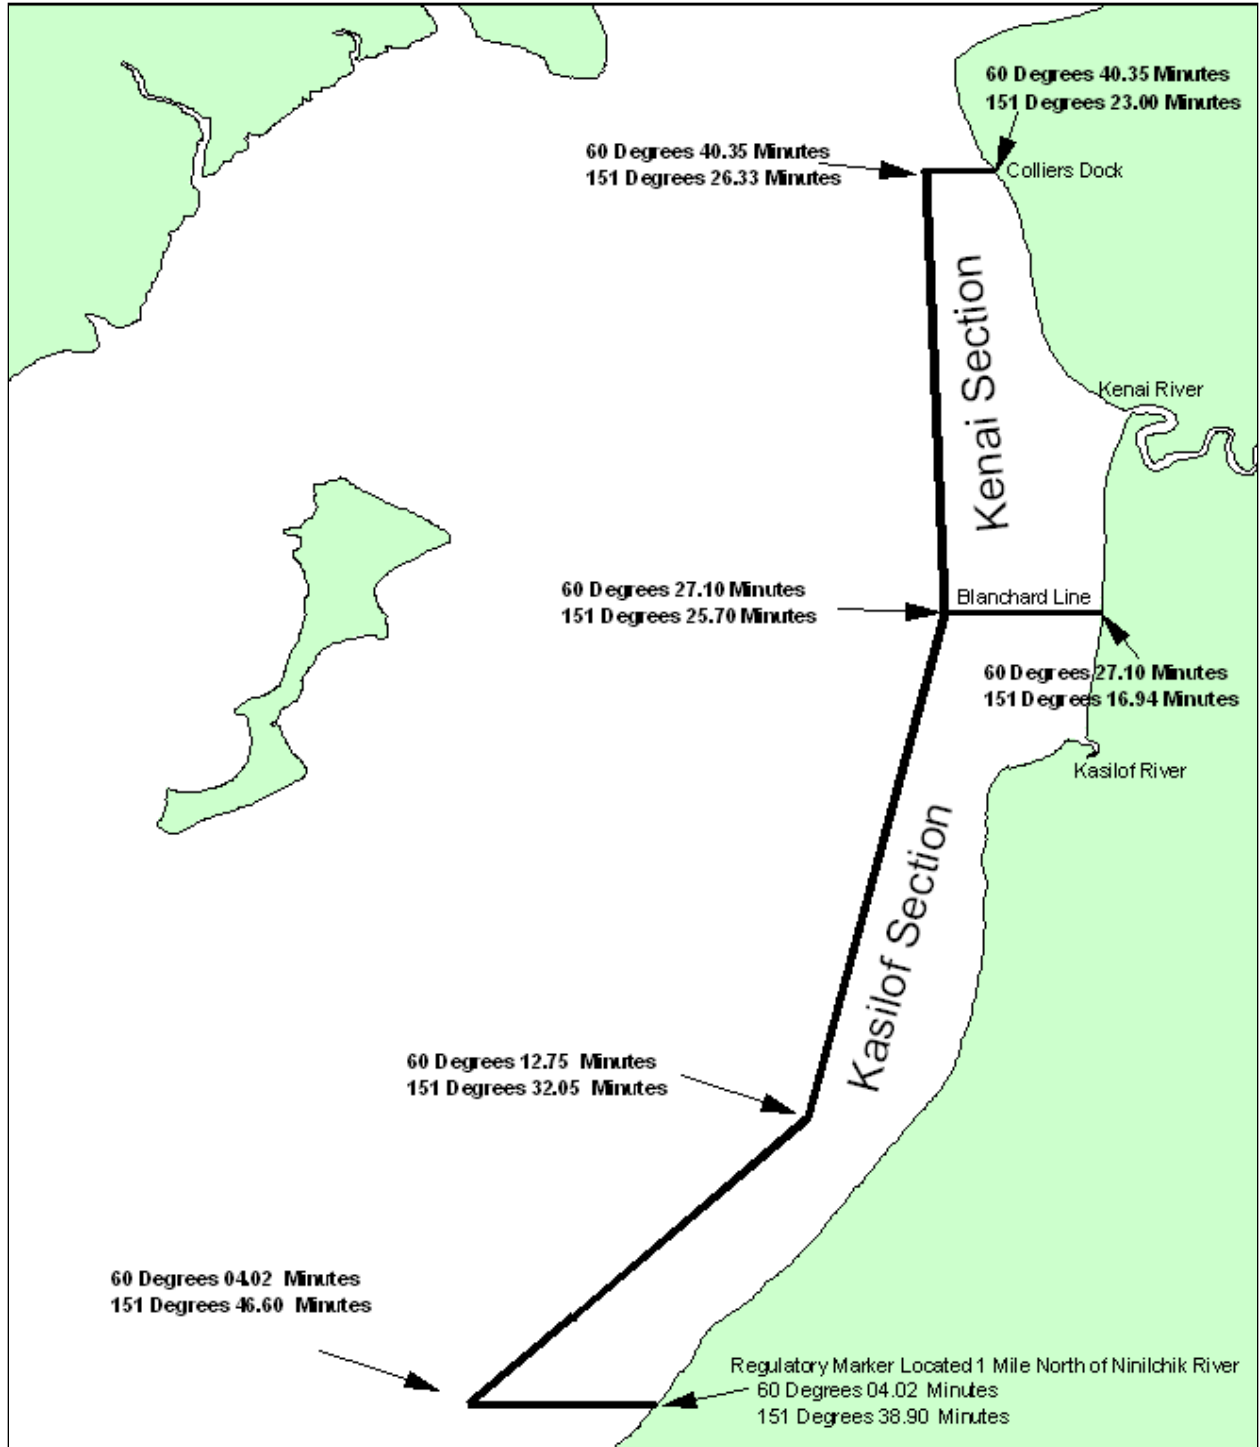 60 Degrees 40.35 Minutes
151 Degrees 23.00 Minutes
60 Degrees 40.35 Minutes
151 Degrees 26.33 Minutes
Colliers Dock
Kenai Section
Kenai River
60 Degrees 27.10 Minutes
151 Degrees 25.70 Minutes
Blanchard Line
60 Degrees 27.10 Minutes
151 Degrees 16.94 Minutes
Kasilof River
Kasilof Section
60 Degrees 12.75 Minutes
151 Degrees 32.05 Minutes
60 Degrees 04.02 Minutes
151 Degrees 46.60 Minutes
Regulatory Marker Located 1 Mile North of Ninilchik River
60 Degrees 04.02 Minutes
151 Degrees 38.90 Minutes